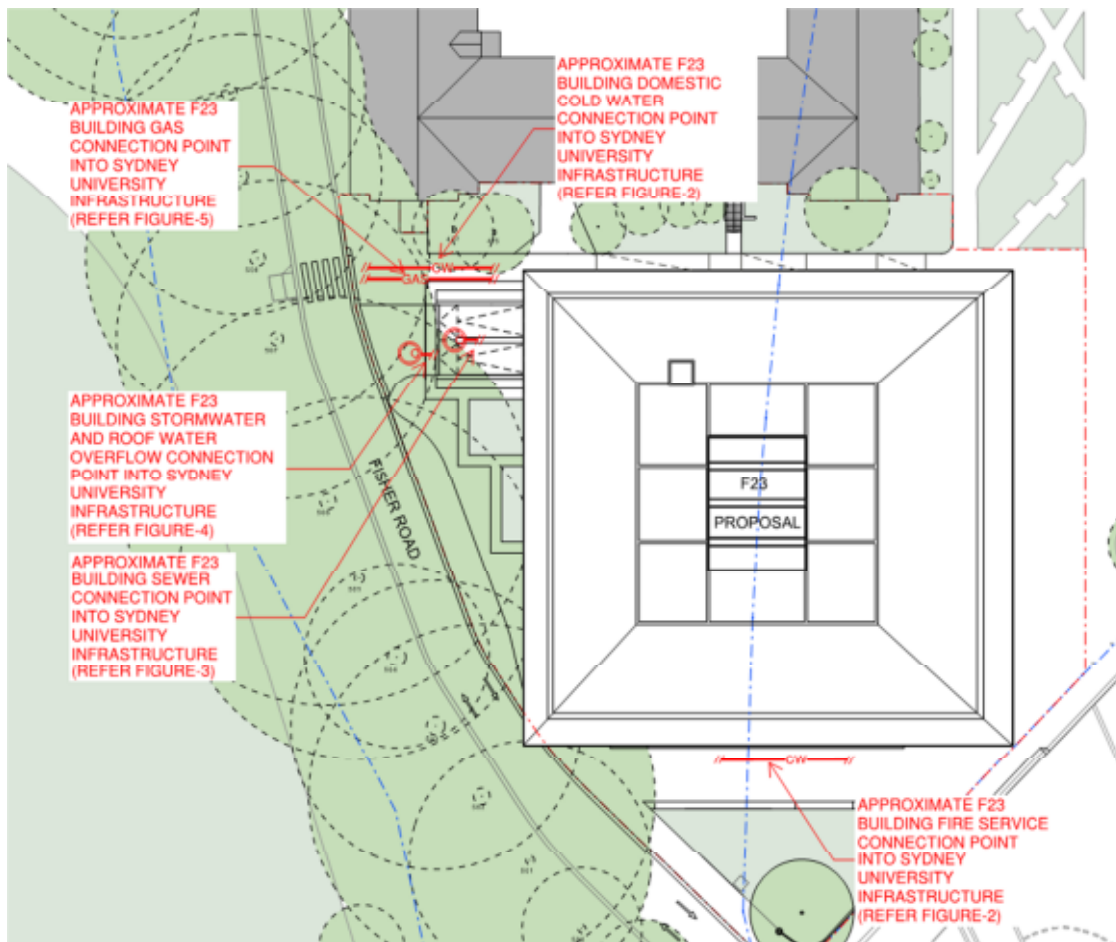 APPROXIMATE F23
BUILDING GAS
CONNECTION POINT
INTO SYDNEY
UNIVERSITY
INFRASTRUCTURE
(REFER FIGURE-5)
APPROXIMATE F23
BUILDING DOMESTIC
COLD WATER
CONNECTION POINT
INTO SYDNEY
UNIVERSITY
INFRASTRUCTURE
(REFER FIGURE-2)
CW
GAS
APPROXIMATE F23
BUILDING STORMWATER
AND ROOF WATER
OVERFLOW CONNECTION
POINT INTO SYDNEY
UNIVERSITY
INFRASTRUCTURE
(REFER FIGURE-4)
FISHER ROAD
F23
PROPOSAL
APPROXIMATE F23
BUILDING SEWER
CONNECTION POINT
INTO SYDNEY
UNIVERSITY
INFRASTRUCTURE
(REFER FIGURE-3)
CW
APPROXIMATE F23
BUILDING FIRE SERVICE
CONNECTION POINT
INTO SYDNEY
UNIVERSITY
INFRASTRUCTURE
(REFER FIGURE-2)